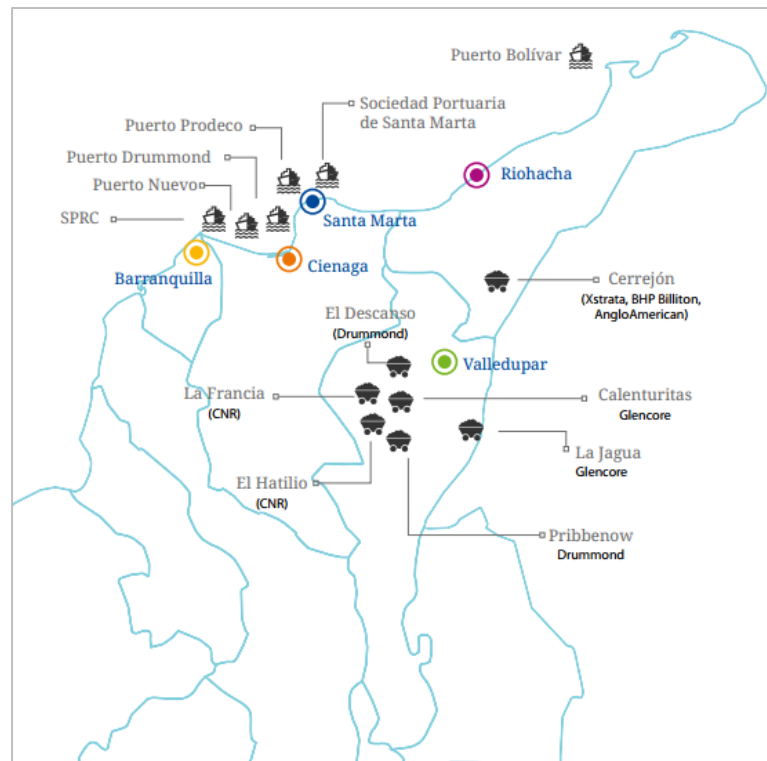 Puerto Bolívar
Sociedad Portuaria
de Santa Marta
Puerto Prodeco
Puerto Drummond
Puerto Nuevo
SPRC
Riohacha
Santa Marta
Cienaga
Barranquilla
Cerrejón
(Xstrata, BHP Billiton,
AngloAmerican)
El Descanso
(Drummond)
Valledupar
La Francia
(CNR)
Calenturitas
Glencore
La Jagua
Glencore
El Hatilio
(CNR)
Pribbenow
Drummond